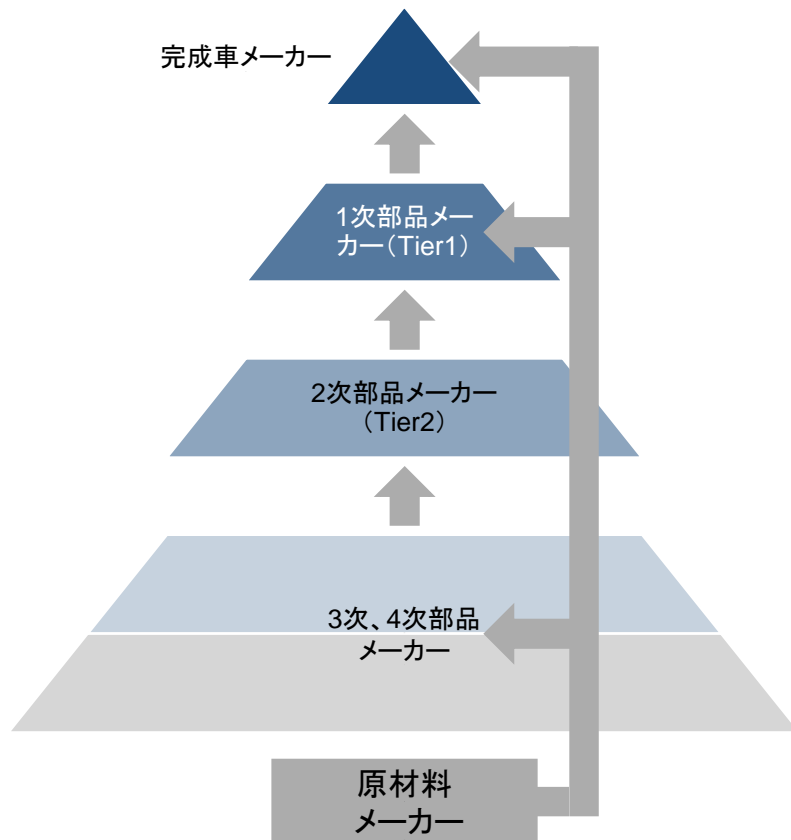 完成車メーカー
1次部品メー
カー（Tier1）
2次部品メーカー
（Tier2）
3次、4次部品
メーカー
原材料
メーカー